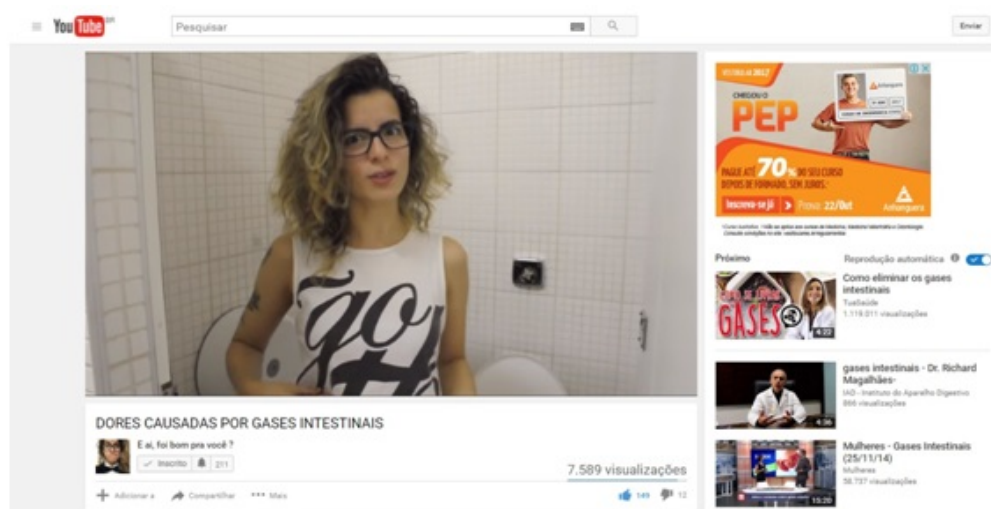 YouTube BR
Pesquisar
Enviar
go
VESTIBULAR 2017
CHEGOU O
PEP
Anhanguera
PAGUE ATÉ 70% DO SEU CURSO
DEPOIS DE FORMADO, SEM JUROS.*
Inscreva-se já > Prova: 22/Out
Anhanguera
Próximo
Reprodução automática
GASES
4:22
Como eliminar os gases
intestinais
TuaSaúde
1.119.011 visualizações
4:36
gases intestinais - Dr. Richard
Magalhães-
IAD - Instituto do Aparelho Digestivo
866 visualizações
15:20
Mulheres - Gases Intestinais
(25/11/14)
Mulheres
58.737 visualizações
DORES CAUSADAS POR GASES INTESTINAIS
E ai, foi bom pra você ?
Inscrito 211
7.589 visualizações
Adicionar a Compartilhar Mais
149 12